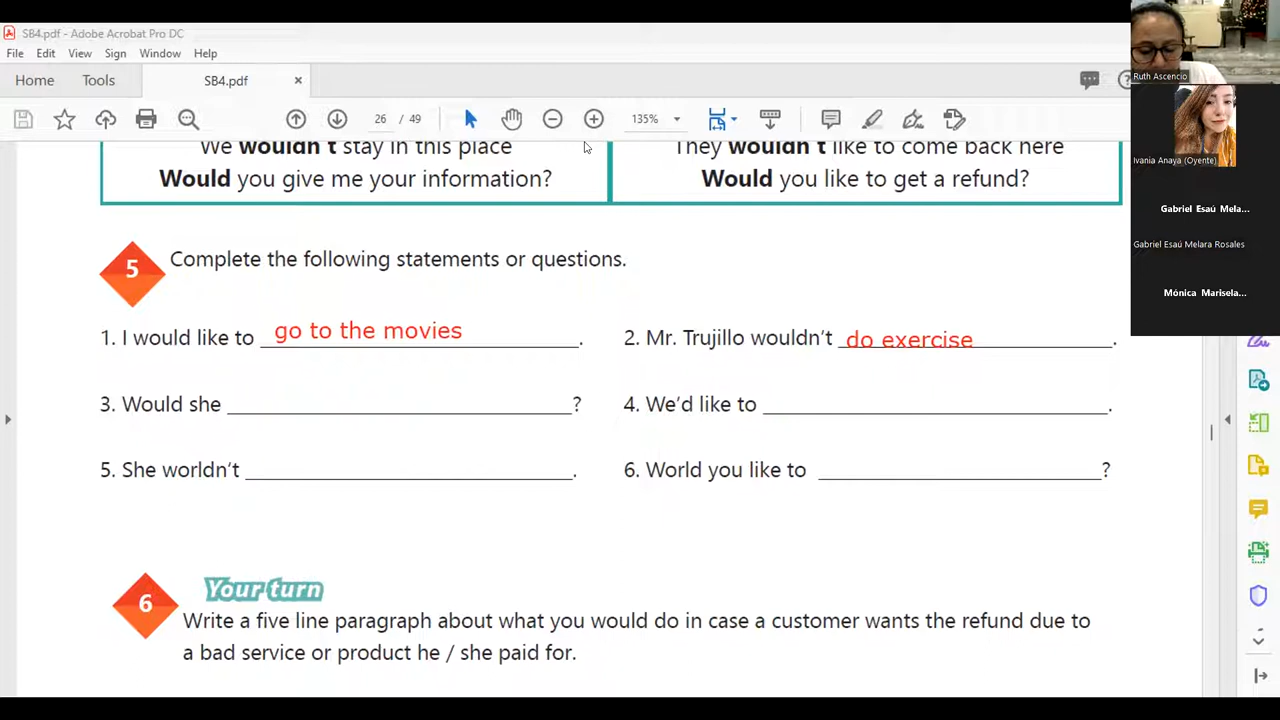 SB4.pdf - Adobe Acrobat Pro DC
File Edit View Sign Window Help
Home Tools SB4.pdf ×
26 / 49 135%
We wouldn't stay in this place
They wouldn't like to come back here
Would you give me your information?
Would you like to get a refund?
5 Complete the following statements or questions.
1. I would like to go to the movies.
2. Mr. Trujillo wouldn't do exercise.
3. Would she ?
4. We'd like to .
5. She worldn't .
6. World you like to ?
6 Your turn
Write a five line paragraph about what you would do in case a customer wants the refund due to
a bad service or product he / she paid for.
Ruth Ascencio
Ivania Anaya (Oyente)
Gabriel Esaú Mela...
Gabriel Esaú Melara Rosales
Mónica Marisela...